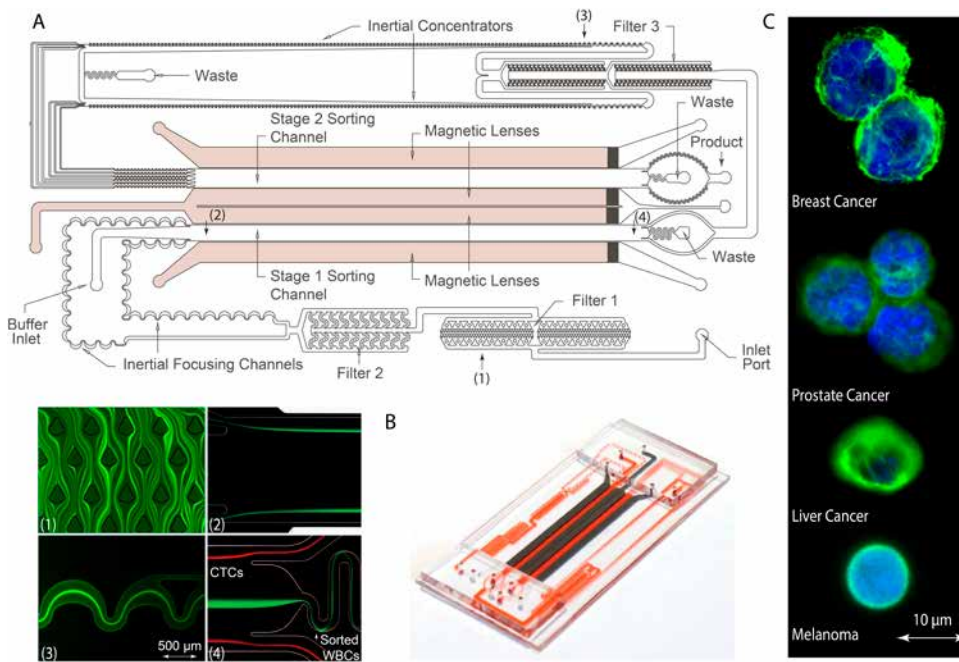 A
Inertial Concentrators
(3)
Filter 3
Waste
Waste
Stage 2 Sorting
Channel
Magnetic Lenses
Product
(2)
(4)
Stage 1 Sorting
Channel
Magnetic Lenses
Waste
Buffer
Inlet
Inertial Focusing Channels
Filter 2
Filter 1
(1)
Inlet
Port
(1)
(2)
(3)
500 µm
CTCs
Sorted
WBCs
(4)
B
C
Breast Cancer
Prostate Cancer
Liver Cancer
Melanoma
10 µm